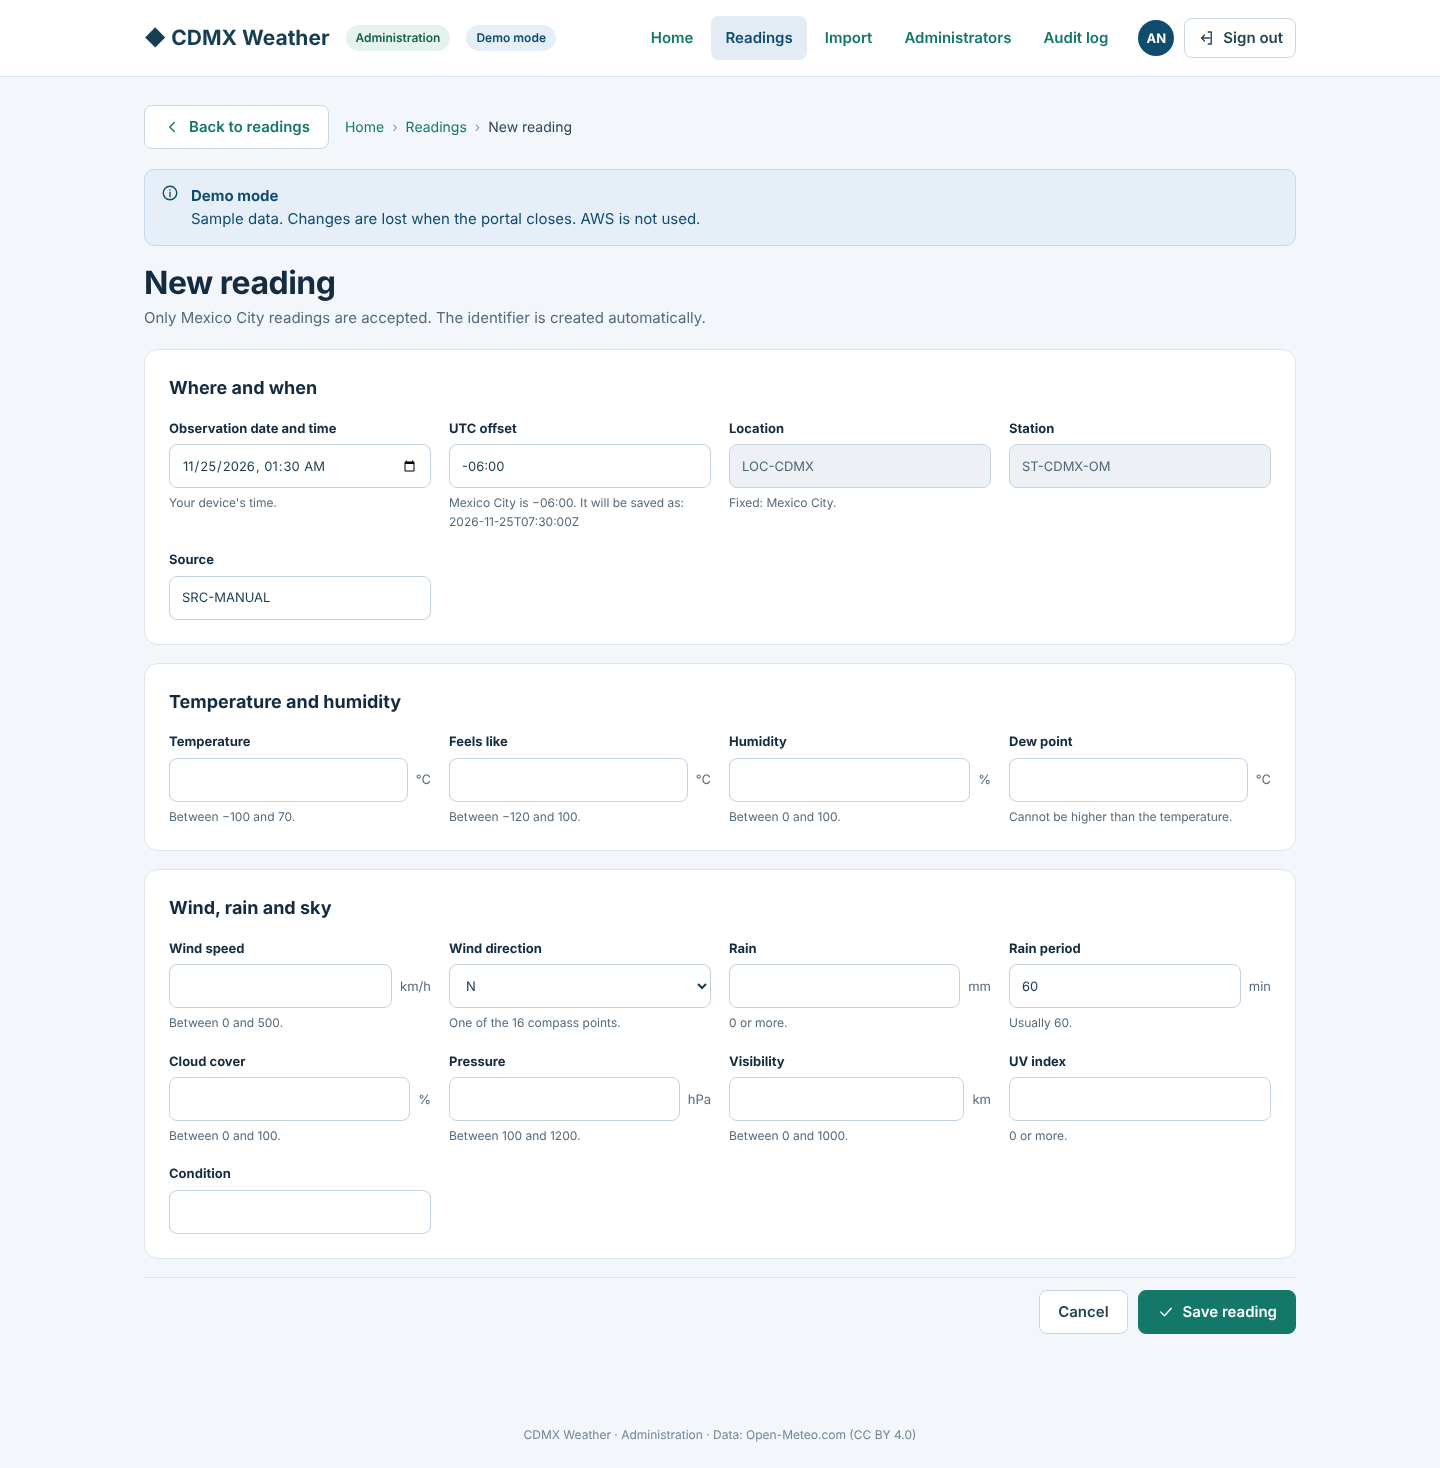 CDMX Weather
Administration
Demo mode
Home
Readings
Import
Administrators
Audit log
AN
Sign out
Back to readings
Home › Readings › New reading
Demo mode
Sample data. Changes are lost when the portal closes. AWS is not used.
New reading
Only Mexico City readings are accepted. The identifier is created automatically.
Where and when
Observation date and time
11/25/2026, 01:30 AM
Your device's time.
UTC offset
-06:00
Mexico City is −06:00. It will be saved as:
2026-11-25T07:30:00Z
Location
LOC-CDMX
Fixed: Mexico City.
Station
ST-CDMX-OM
Source
SRC-MANUAL
Temperature and humidity
Temperature
°C
Between −100 and 70.
Feels like
°C
Between −120 and 100.
Humidity
%
Between 0 and 100.
Dew point
°C
Cannot be higher than the temperature.
Wind, rain and sky
Wind speed
km/h
Between 0 and 500.
Wind direction
N
One of the 16 compass points.
Rain
mm
0 or more.
Rain period
60
min
Usually 60.
Cloud cover
%
Between 0 and 100.
Pressure
hPa
Between 100 and 1200.
Visibility
km
Between 0 and 1000.
UV index
0 or more.
Condition
Cancel
Save reading
CDMX Weather · Administration · Data: Open-Meteo.com (CC BY 4.0)